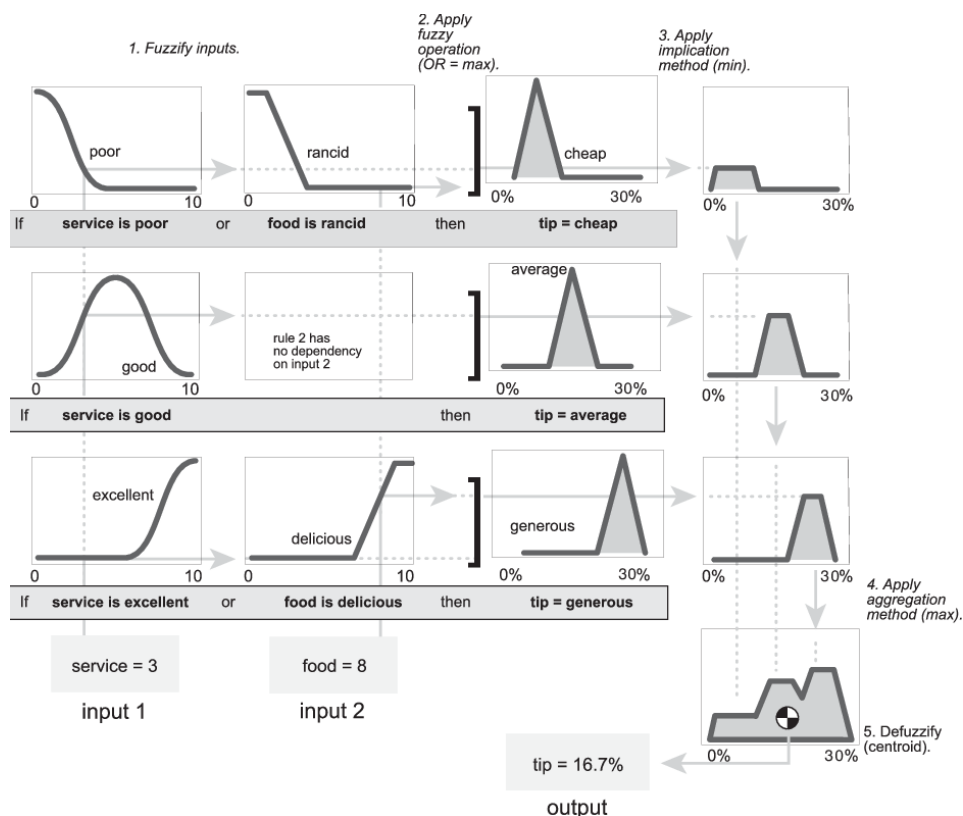 1. Fuzzify inputs.
2. Apply
fuzzy
operation
(OR = max).
3. Apply
implication
method (min).
poor
0
10
rancid
0
10
cheap
0%
30%
0%
30%
If service is poor or food is rancid then tip = cheap
good
0
10
rule 2 has
no dependency
on input 2
average
0%
30%
0%
30%
If service is good then tip = average
excellent
0
10
delicious
0
10
generous
0%
30%
0%
30%
If service is excellent or food is delicious then tip = generous
4. Apply
aggregation
method (max).
service = 3
input 1
food = 8
input 2
0%
30%
5. Defuzzify
(centroid).
tip = 16.7%
output